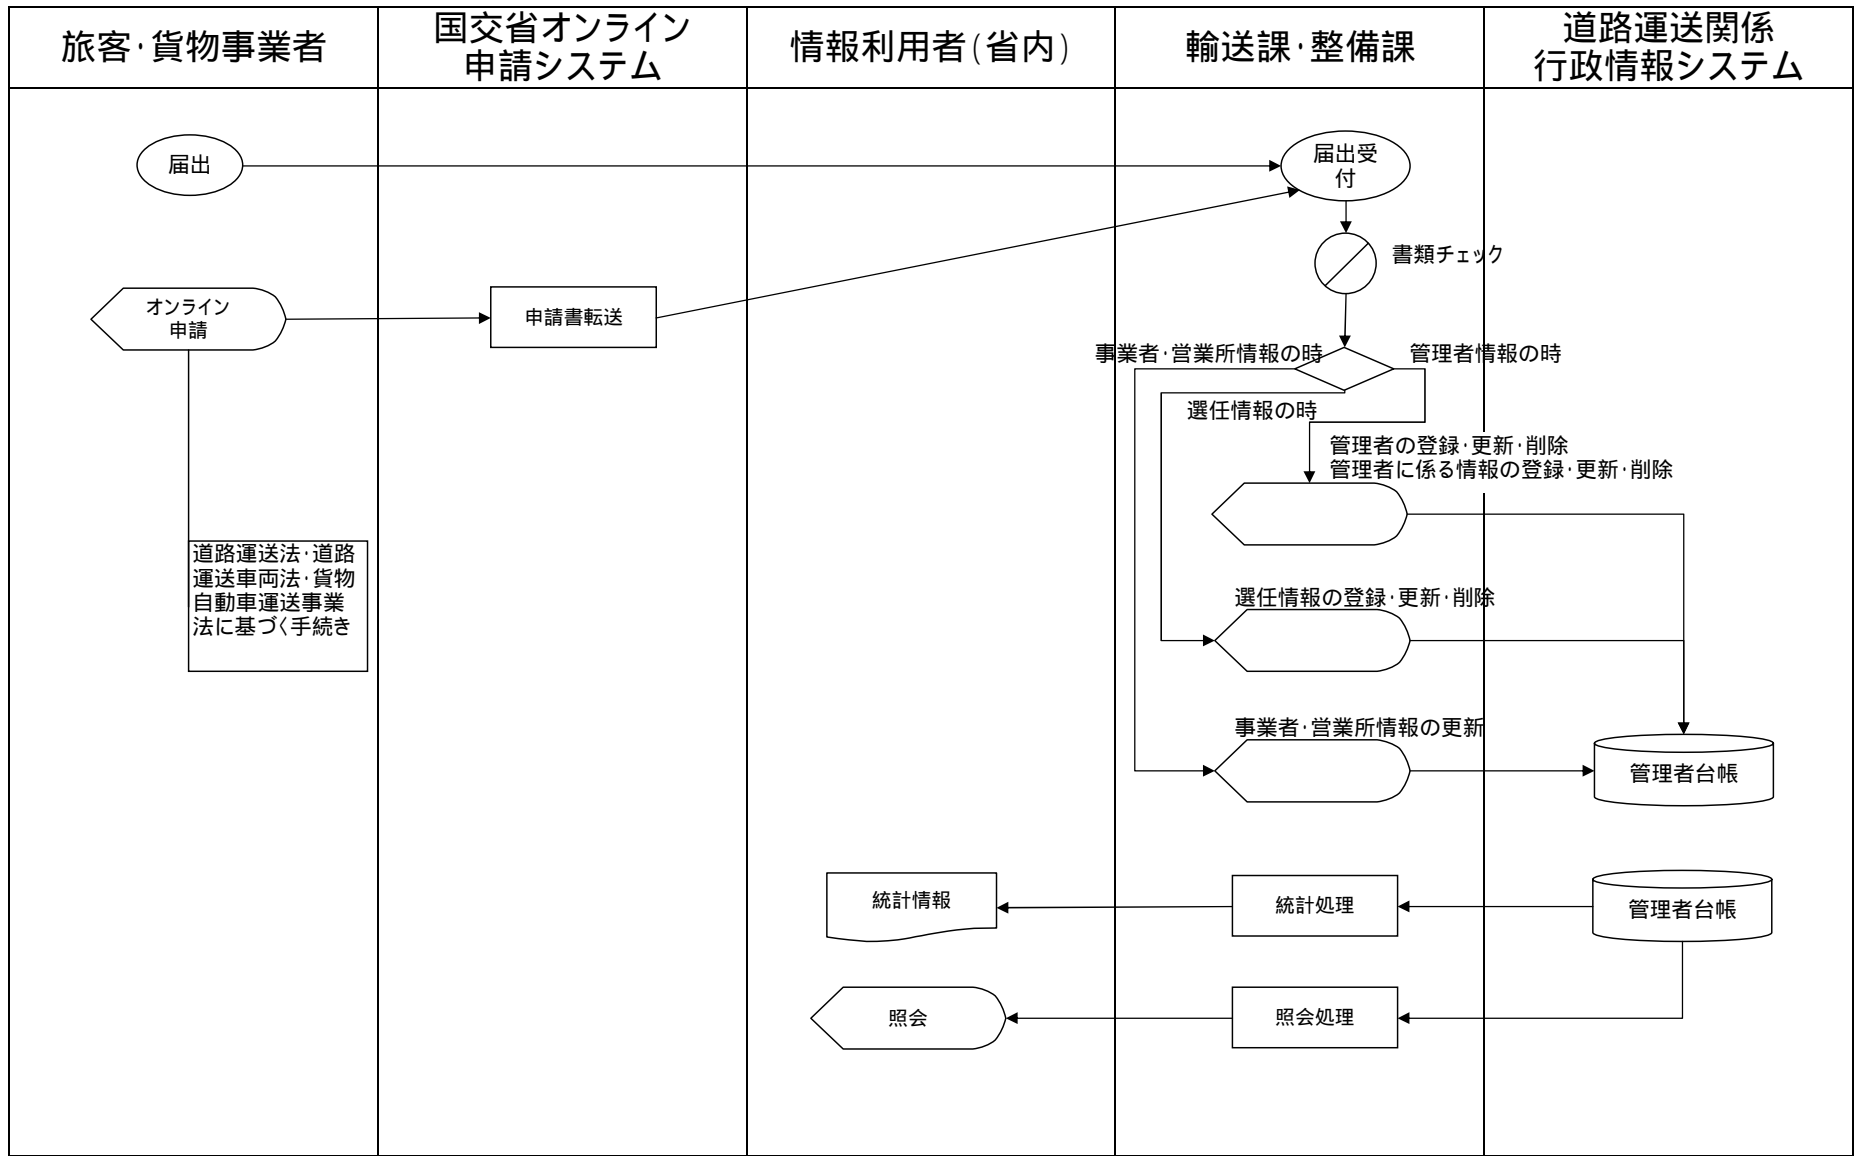 旅客・貨物事業者
国交省オンライン
申請システム
情報利用者(省内)
輸送課・整備課
道路運送関係
行政情報システム
届出
届出受
付
書類チェック
オンライン
申請
申請書転送
事業者・営業所情報の時
管理者情報の時
選任情報の時
管理者の登録・更新・削除
管理者に係る情報の登録・更新・削除
道路運送法・道路
運送車両法・貨物
自動車運送事業
法に基づく手続き
選任情報の登録・更新・削除
事業者・営業所情報の更新
管理者台帳
統計情報
統計処理
管理者台帳
照会
照会処理